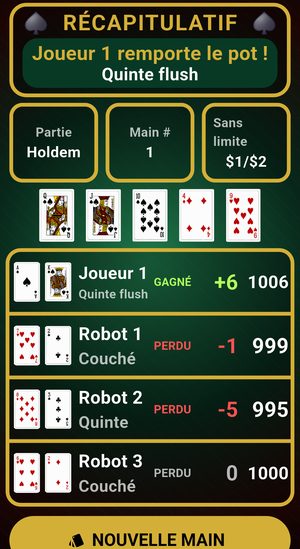 RÉCAPITULATIF
Joueur 1 remporte le pot !
Quinte flush
Partie
Holdem
Main #
1
Sans
limite
$1/$2
Joueur 1
Quinte flush
GAGNÉ
+6
1006
Robot 1
Couché
PERDU
-1
999
Robot 2
Quinte
PERDU
-5
995
Robot 3
Couché
PERDU
0
1000
NOUVELLE MAIN